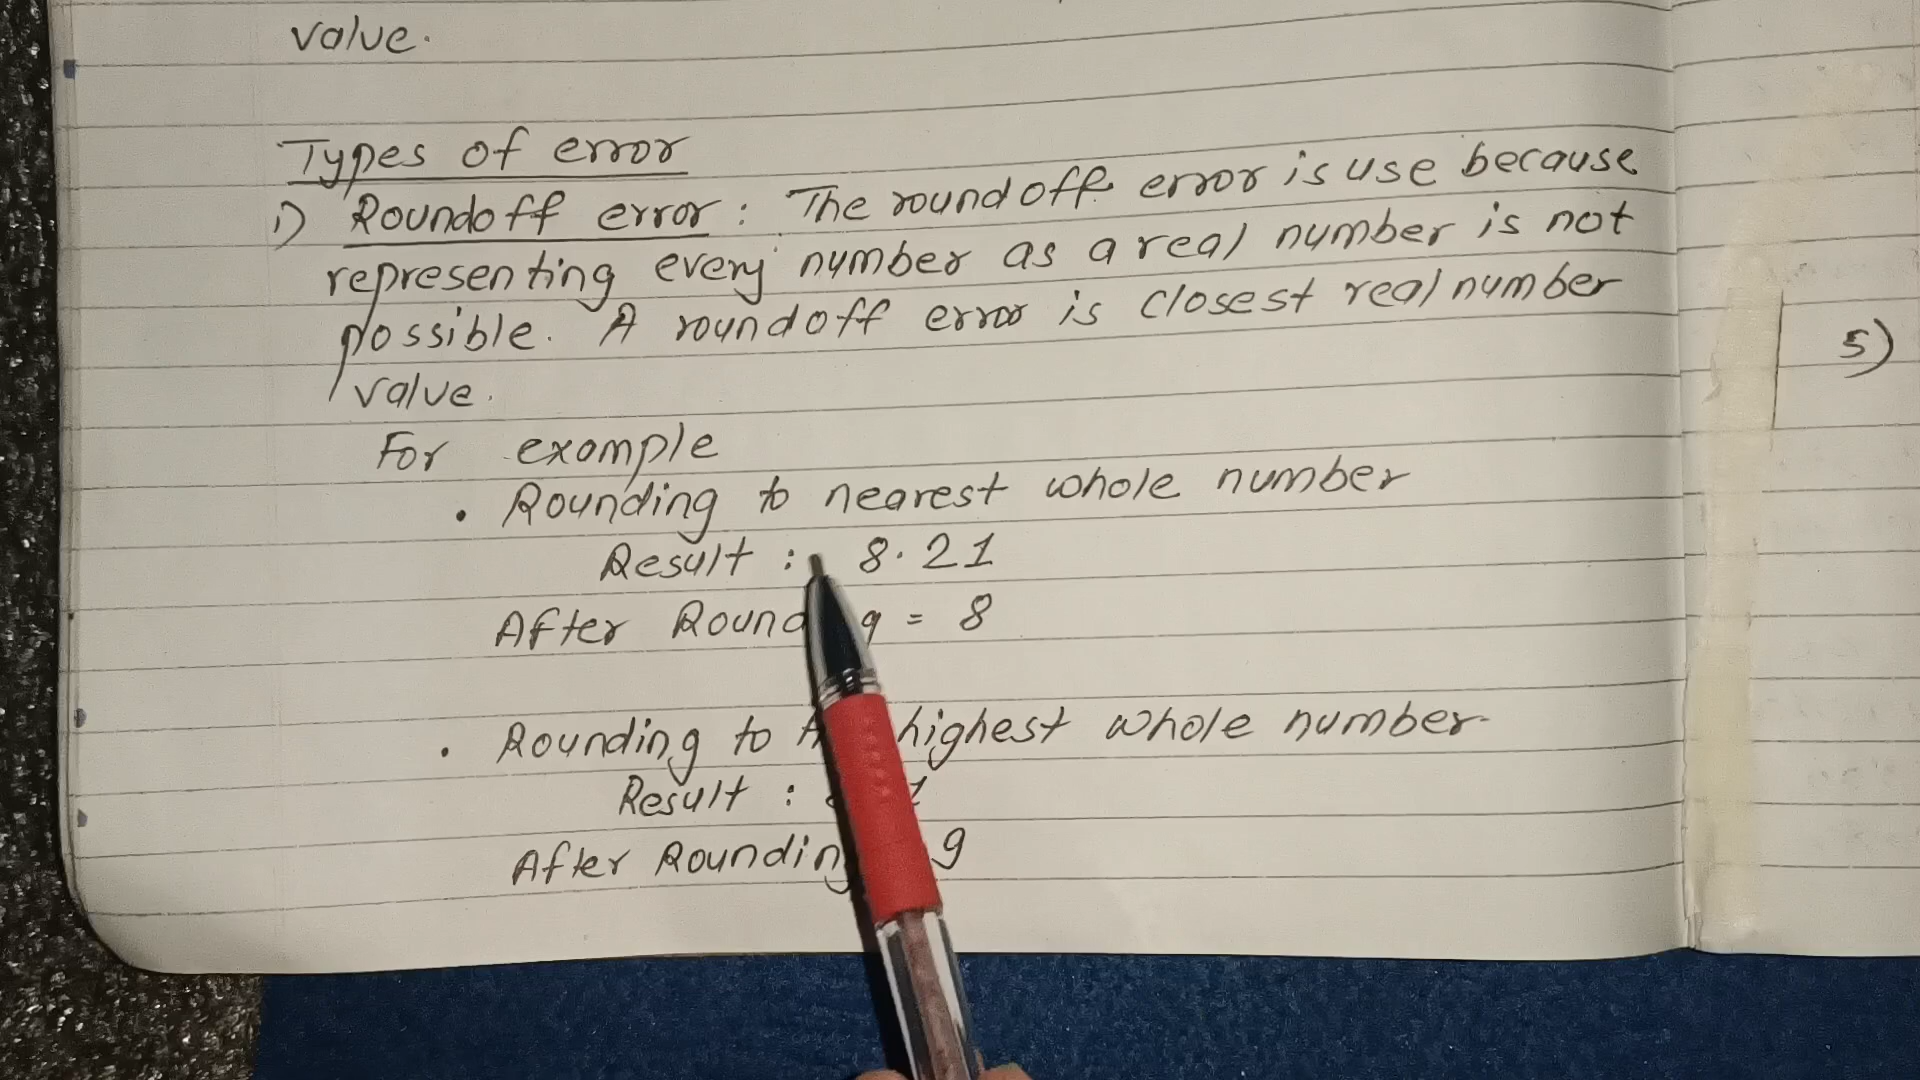 value.
Types of error
1) Roundoff error : The roundoff error is use because
representing every number as a real number is not
possible. A roundoff error is closest real number
value.
For example
• Rounding to nearest whole number
Result : 8.21
After = 8
• Rounding to highest whole number
Result :
After 9
5)